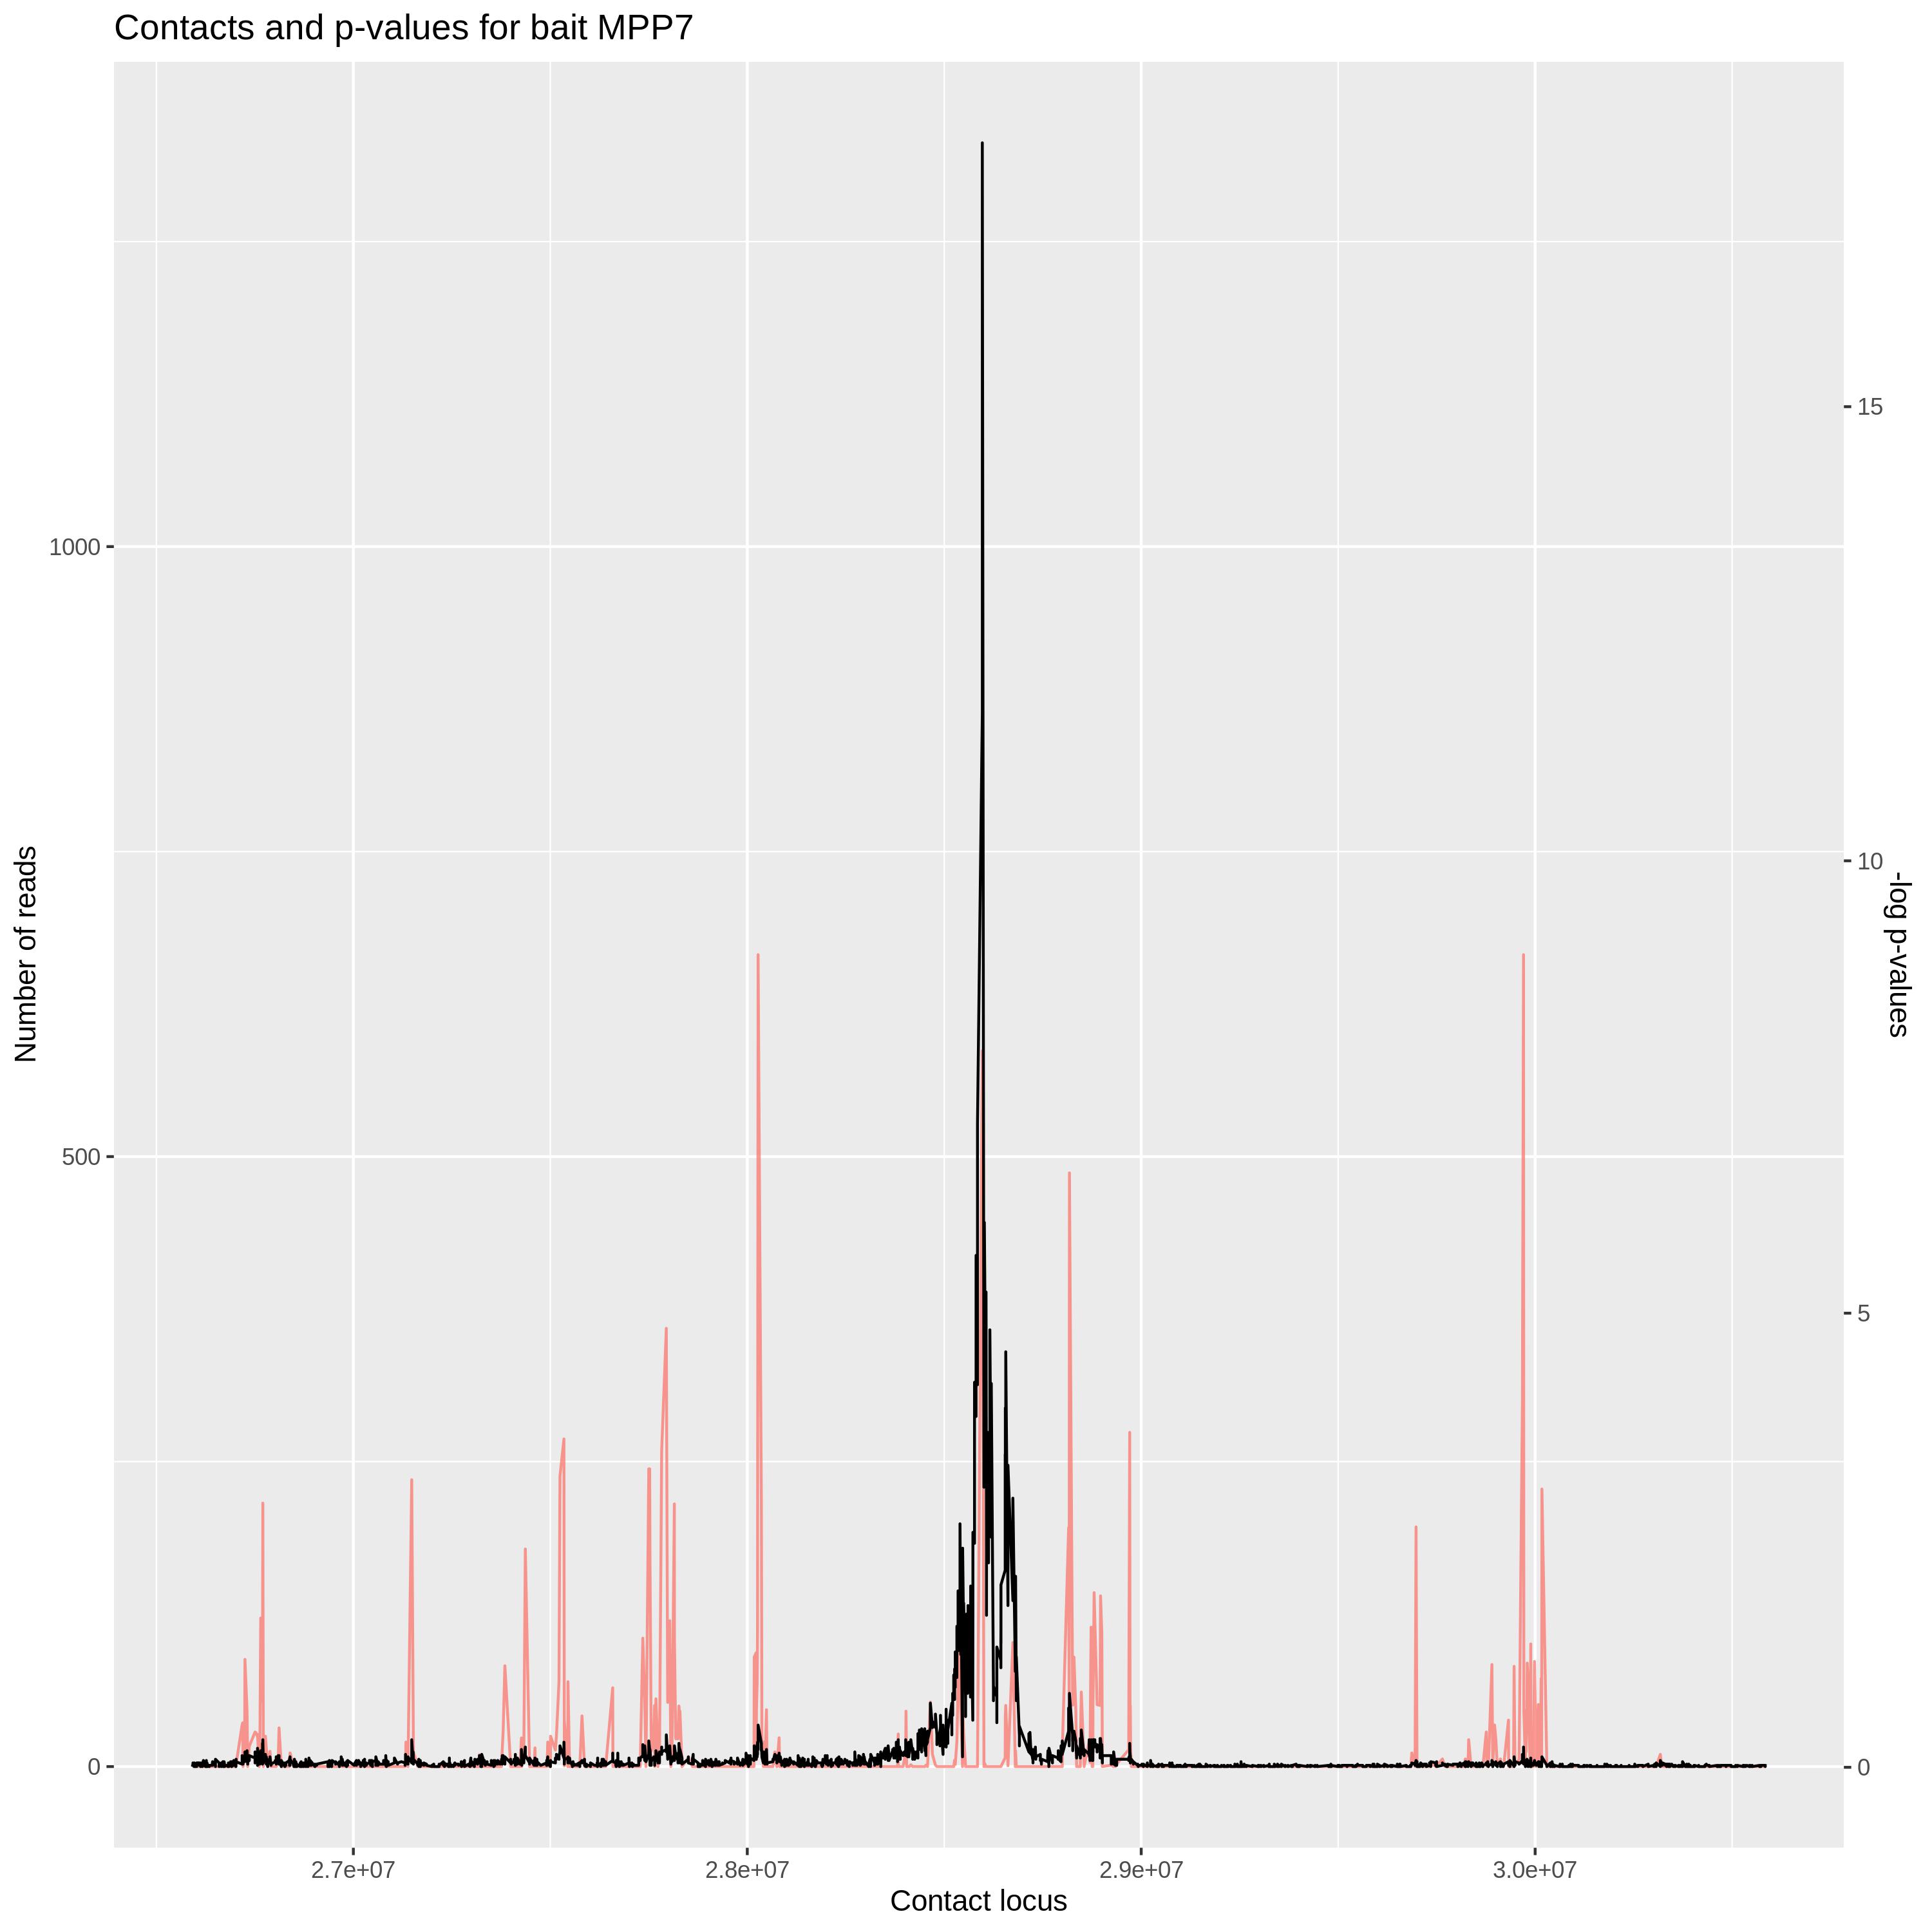 Contacts and p-values for bait MPP7
Number of reads
1000
500
0
15
10
5
0
-log p-values
2.7e+07
2.8e+07
2.9e+07
3.0e+07
Contact locus